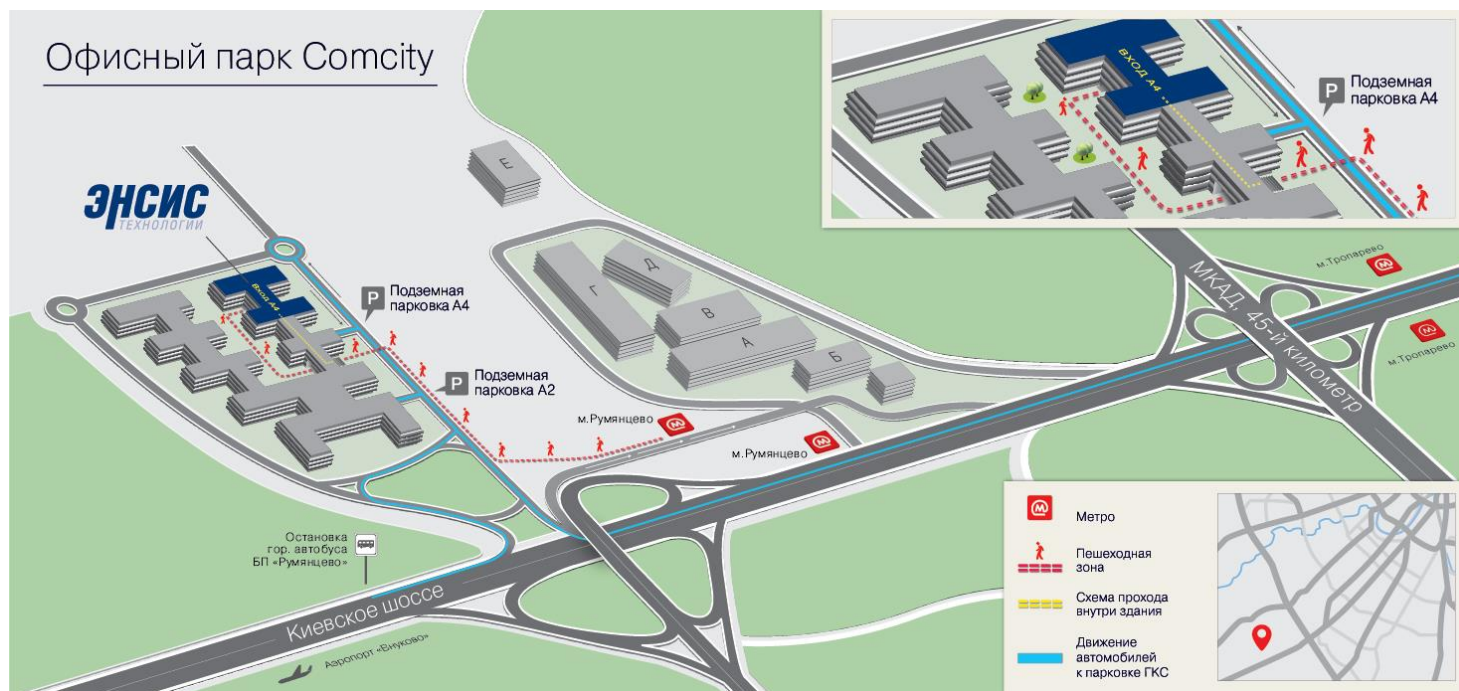 Офисный парк Comcity
ЭНСИС
ТЕХНОЛОГИИ
ВХОД А4
P
Подземная
парковка А4
P
Подземная
парковка А2
Е
Д
Г
В
А
Б
м.Румянцево
м.Румянцево
ВХОД А4
P
Подземная
парковка А4
м.Тропарево
м.Тропарево
МКАД, 45-й километр
Остановка
гор. автобуса
БП «Румянцево»
Киевское шоссе
Аэропорт «Внуково»
М
Метро
Пешеходная
зона
Схема прохода
внутри здания
Движение
автомобилей
к парковке ГКС